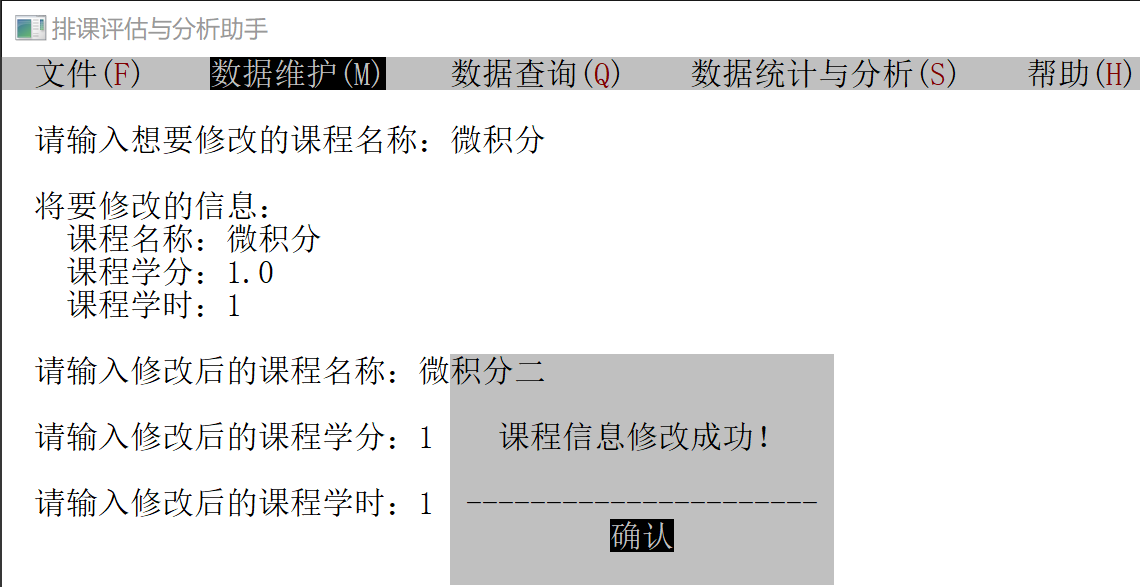 排课评估与分析助手
文件(F) 数据维护(M) 数据查询(Q) 数据统计与分析(S) 帮助(H)
请输入想要修改的课程名称：微积分
将要修改的信息：
课程名称：微积分
课程学分：1.0
课程学时：1
请输入修改后的课程名称：微积分二
请输入修改后的课程学分：1
课程信息修改成功！
请输入修改后的课程学时：1
----------------------
确认